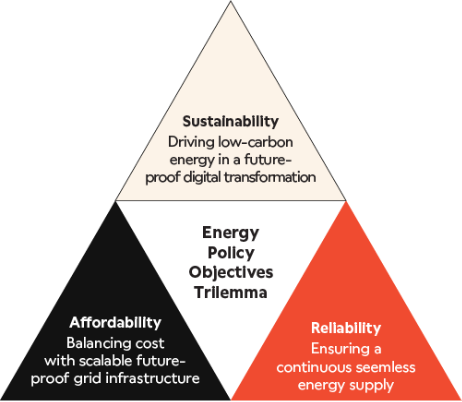 Sustainability
Driving low-carbon
energy in a future-
proof digital transformation
Energy
Policy
Objectives
Trilemma
Affordability
Balancing cost
with scalable future-
proof grid infrastructure
Reliability
Ensuring a
continuous seemless
energy supply